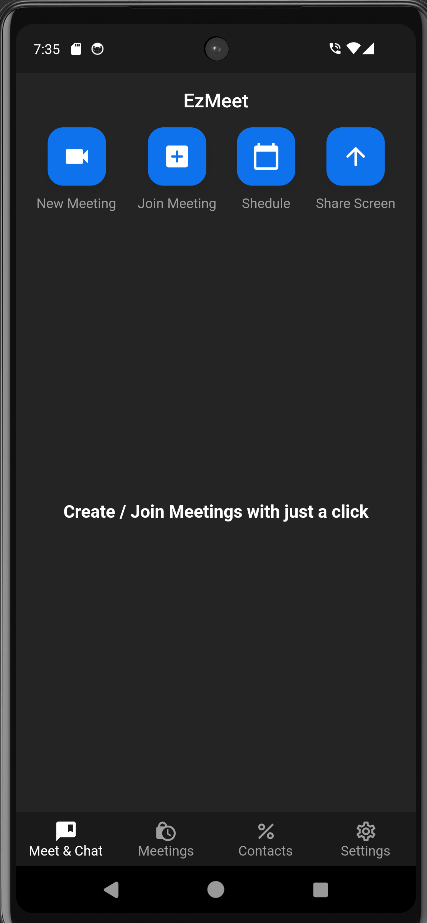 7:35
EzMeet
New Meeting Join Meeting Shedule Share Screen
Create / Join Meetings with just a click
Meet & Chat Meetings Contacts Settings